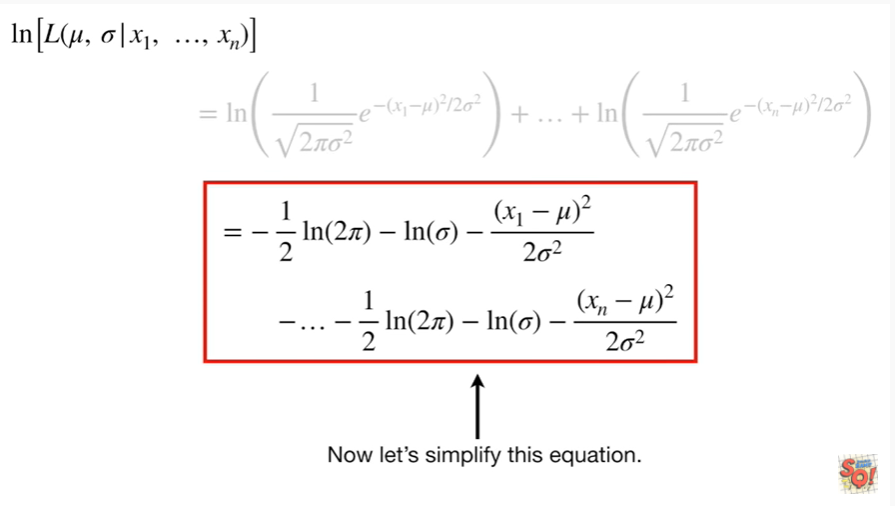 ln[L(μ, σ|x₁, …, xₙ)]
= ln(1/√(2πσ²) e^(−(x₁−μ)²/2σ²)) + … + ln(1/√(2πσ²) e^(−(xₙ−μ)²/2σ²))
= − 1/2 ln(2π) − ln(σ) − (x₁ − μ)²/2σ²
− … − 1/2 ln(2π) − ln(σ) − (xₙ − μ)²/2σ²
Now let’s simplify this equation.
SQ!